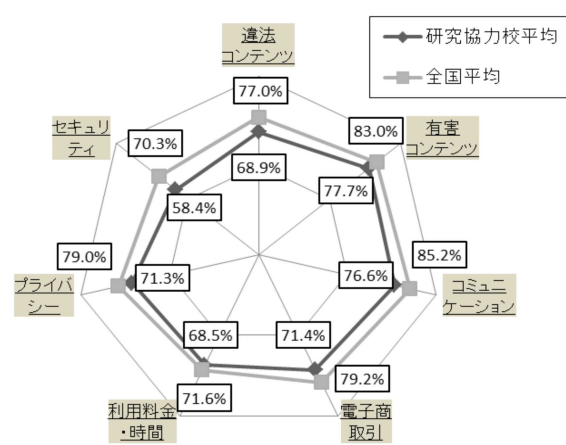 違法
コンテンツ
研究協力校平均
全国平均
77.0%
68.9%
有害
コンテンツ
83.0%
77.7%
コミュニ
ケーション
85.2%
76.6%
電子商
取引
79.2%
71.4%
利用料金
・時間
71.6%
68.5%
プライバ
シー
79.0%
71.3%
セキュリ
ティ
70.3%
58.4%